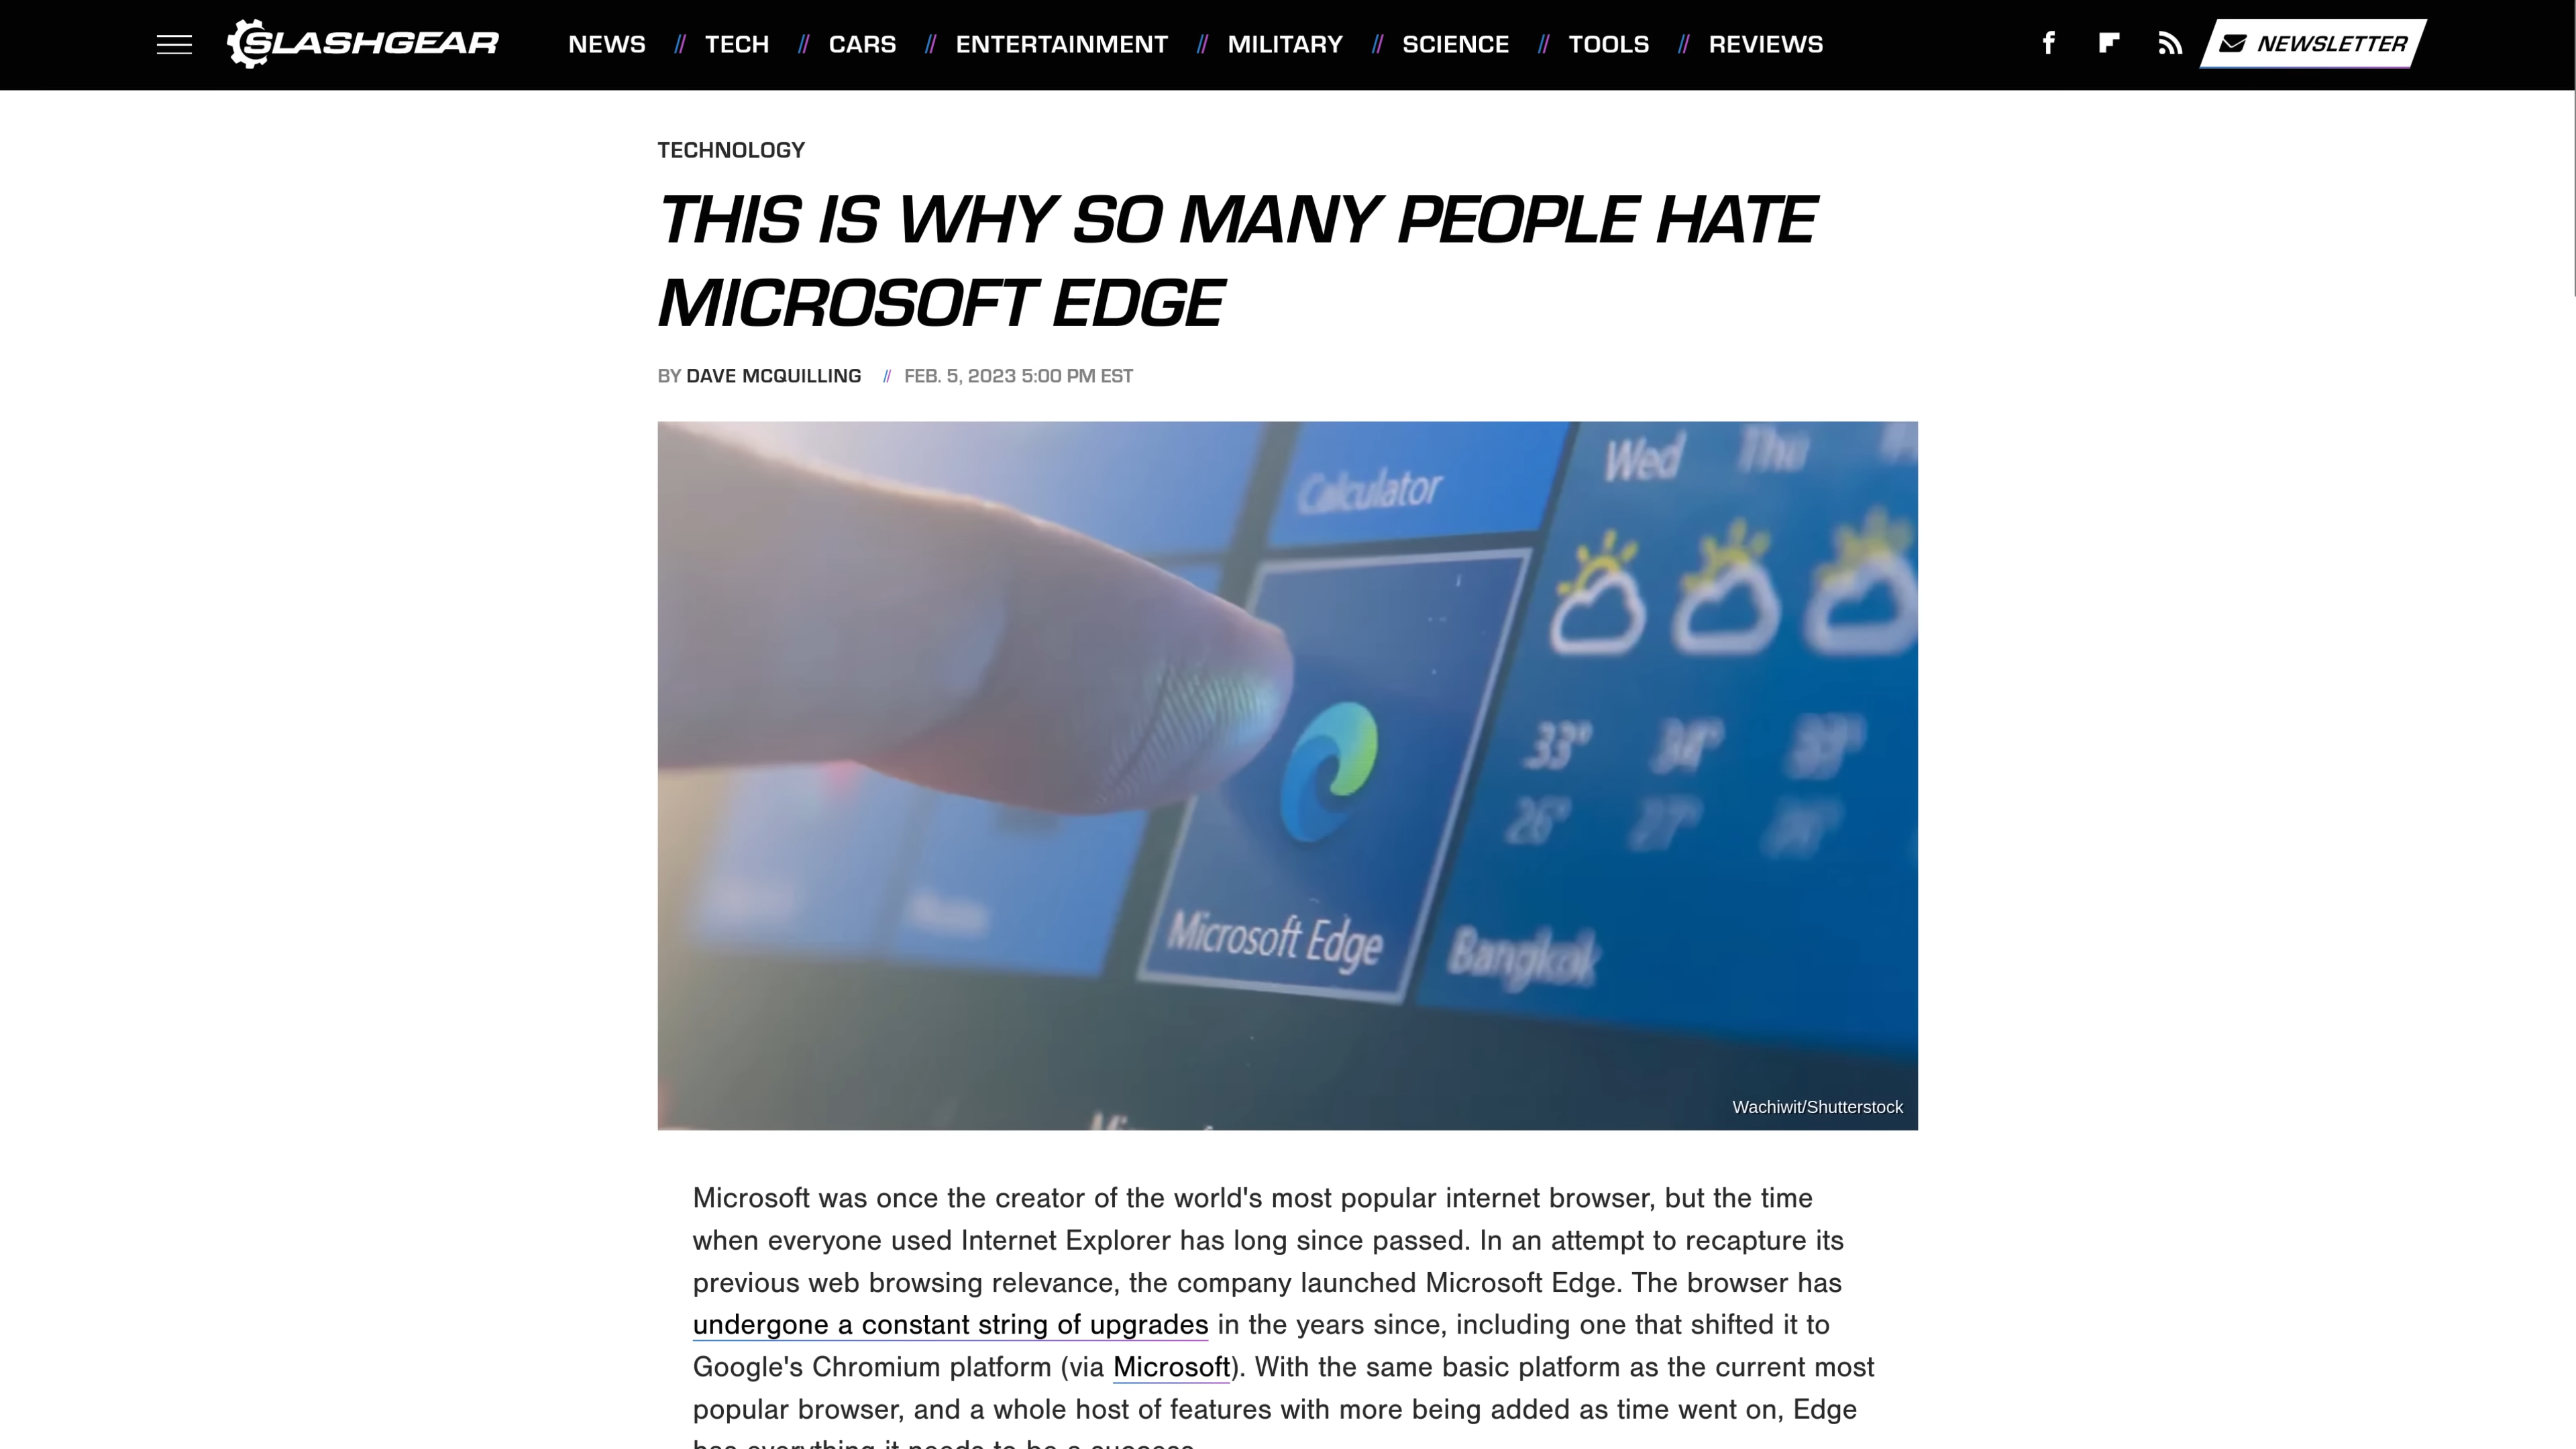 SLASHGEAR
NEWS // TECH // CARS // ENTERTAINMENT // MILITARY // SCIENCE // TOOLS // REVIEWS
NEWSLETTER
TECHNOLOGY
THIS IS WHY SO MANY PEOPLE HATE
MICROSOFT EDGE
BY DAVE MCQUILLING // FEB. 5, 2023 5:00 PM EST
Calculator
Wed Thu
33° 34° 33°
26° 27°
Microsoft Edge
Bangkok
Wachiwit/Shutterstock
Microsoft was once the creator of the world's most popular internet browser, but the time
when everyone used Internet Explorer has long since passed. In an attempt to recapture its
previous web browsing relevance, the company launched Microsoft Edge. The browser has
undergone a constant string of upgrades in the years since, including one that shifted it to
Google's Chromium platform (via Microsoft). With the same basic platform as the current most
popular browser, and a whole host of features with more being added as time went on, Edge
has everything it needs to be a success.